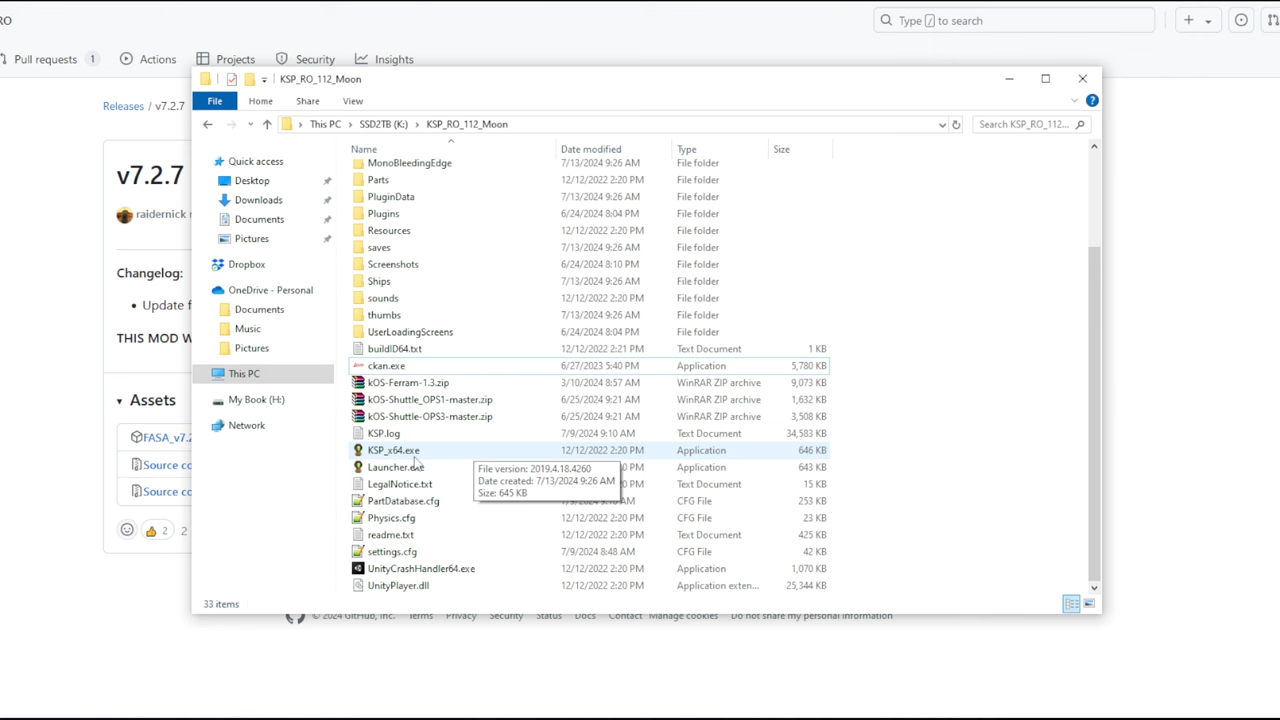 RO
Type / to search
Pull requests 1 Actions Projects Security Insights
KSP_RO_112_Moon
File Home Share View
Releases / v7.2.7
This PC > SSD2TB (K:) > KSP_RO_112_Moon
Search KSP_RO_112...
v7.2.7
raidernick
Changelog:
Update f
THIS MOD W
Assets
FASA_v7.2
Source co
Source co
2
2
Quick access
Desktop
Downloads
Documents
Pictures
Dropbox
OneDrive - Personal
Documents
Music
Pictures
This PC
My Book (H:)
Network
Name Date modified Type Size
MonoBleedingEdge 7/13/2024 9:26 AM File folder
Parts 12/12/2022 2:20 PM File folder
PluginData 7/13/2024 9:26 AM File folder
Plugins 6/24/2024 8:04 PM File folder
Resources 12/12/2022 2:20 PM File folder
saves 7/13/2024 9:26 AM File folder
Screenshots 6/24/2024 8:10 PM File folder
Ships 7/13/2024 9:26 AM File folder
sounds 12/12/2022 2:20 PM File folder
thumbs 7/13/2024 9:26 AM File folder
UserLoadingScreens 6/24/2024 8:04 PM File folder
buildID64.txt 12/12/2022 2:21 PM Text Document 1 KB
ckan.exe 6/27/2023 5:40 PM Application 5,780 KB
kOS-Ferram-1.3.zip 3/10/2024 8:57 AM WinRAR ZIP archive 9,073 KB
kOS-Shuttle_OPS1-master.zip 6/25/2024 9:21 AM WinRAR ZIP archive 1,632 KB
kOS-Shuttle-OPS3-master.zip 6/25/2024 9:21 AM WinRAR ZIP archive 3,508 KB
KSP.log 7/9/2024 9:10 AM Text Document 34,583 KB
KSP_x64.exe 12/12/2022 2:20 PM Application 646 KB
Launcher.exe 0 PM Application 643 KB
LegalNotice.txt 0 PM Text Document 15 KB
PartDatabase.cfg AM CFG File 253 KB
Physics.cfg 12/12/2022 2:20 PM CFG File 23 KB
readme.txt 12/12/2022 2:20 PM Text Document 425 KB
settings.cfg 7/9/2024 8:48 AM CFG File 42 KB
UnityCrashHandler64.exe 12/12/2022 2:20 PM Application 1,070 KB
UnityPlayer.dll 12/12/2022 2:20 PM Application exten... 25,344 KB
File version: 2019.4.18.4260
Date created: 7/13/2024 9:26 AM
Size: 645 KB
33 items
© 2024 GitHub, Inc. Terms Privacy Security Status Docs Contact Manage cookies Do not share my personal information